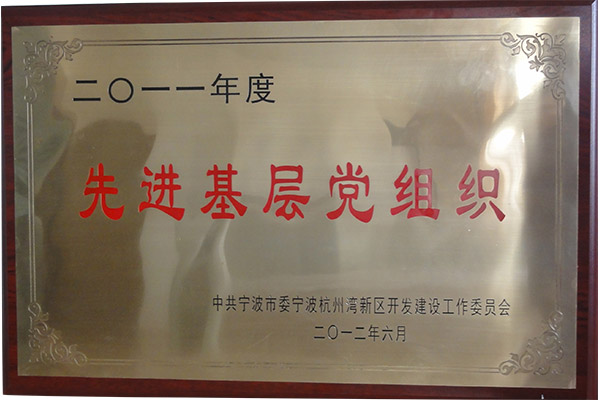 二〇一一年度
先进基层党组织
中共宁波市委宁波杭州湾新区开发建设工作委员会
二〇一二年六月